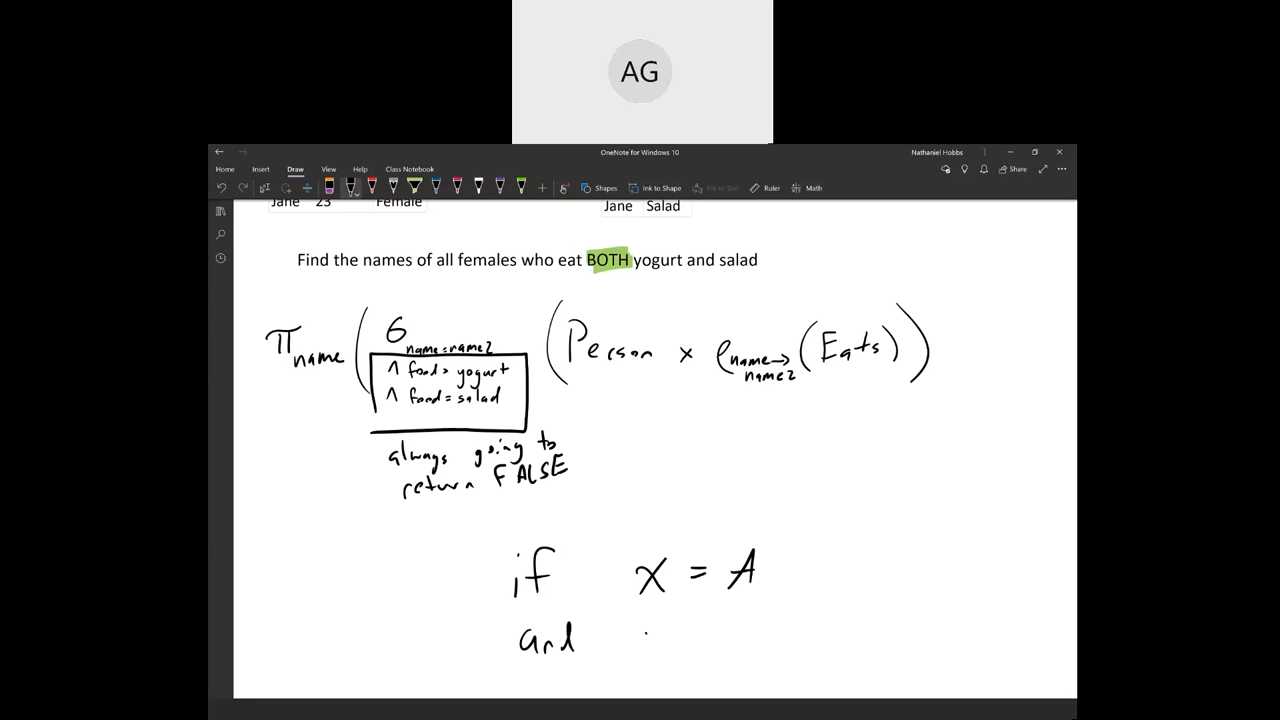 AG
OneNote for Windows 10
Nathaniel Hobbs
Home Insert Draw View Help Class Notebook
Share
Shapes Ink to Shape Ink to Text Ruler Math
Jane 23 Female
Jane Salad
Find the names of all females who eat BOTH yogurt and salad
π name ( σ name=name2 ( Person × ρ name→ name2 (Eats) ) )
∧ food = yogurt
∧ food = salad
always going to
return FALSE
if x = A
and